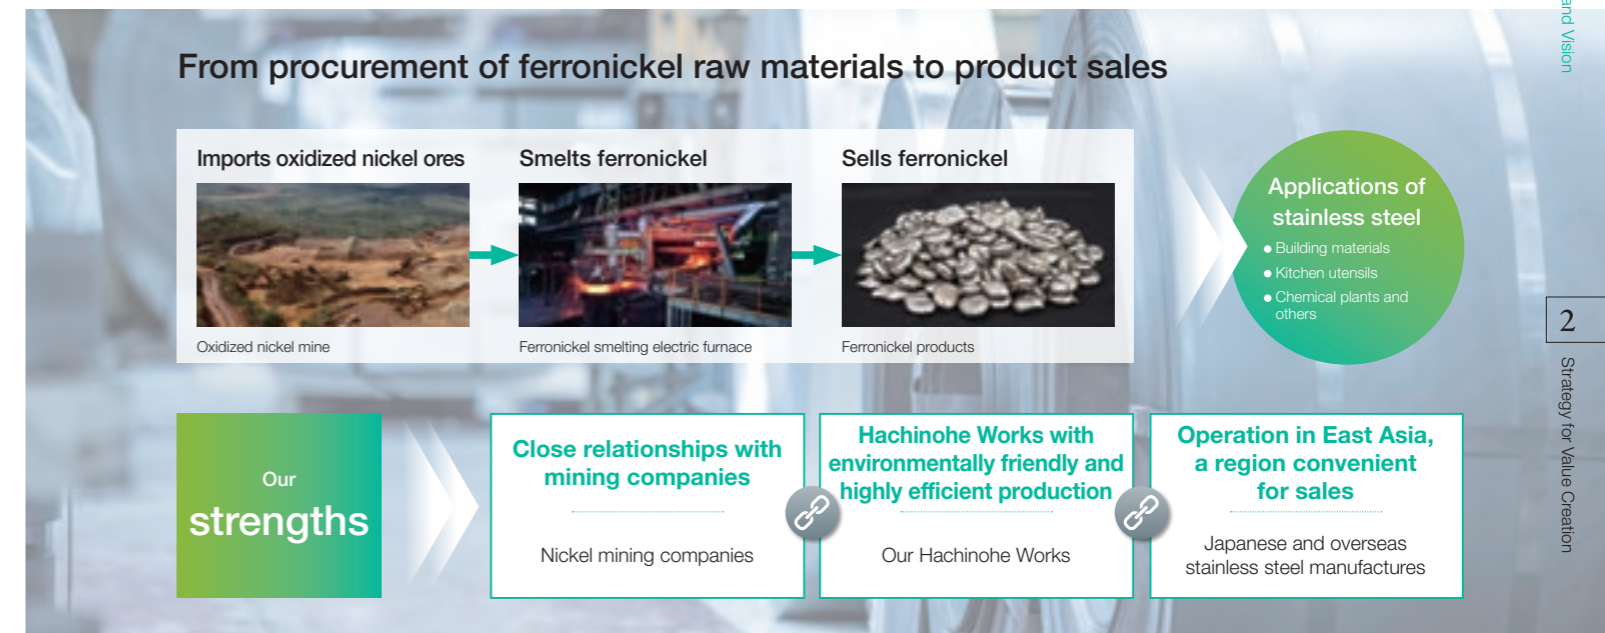 From procurement of ferronickel raw materials to product sales
Imports oxidized nickel ores
Oxidized nickel mine
Smelts ferronickel
Ferronickel smelting electric furnace
Sells ferronickel
Ferronickel products
Applications of
stainless steel
● Building materials
● Kitchen utensils
● Chemical plants and
others
Our
strengths
Close relationships with
mining companies
Nickel mining companies
Hachinohe Works with
environmentally friendly and
highly efficient production
Our Hachinohe Works
Operation in East Asia,
a region convenient
for sales
Japanese and overseas
stainless steel manufactures
and Vision
2
Strategy for Value Creation